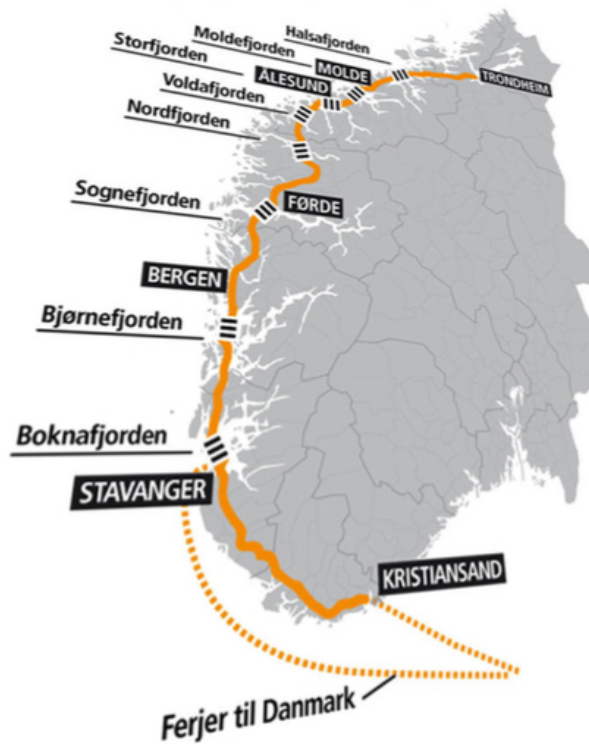 Halsafjorden
Moldefjorden
Storfjorden
MOLDE
ÅLESUND
TRONDHEIM
Voldafjorden
Nordfjorden
Sognefjorden
FØRDE
BERGEN
Bjørnefjorden
Boknafjorden
STAVANGER
KRISTIANSAND
Ferjer til Danmark